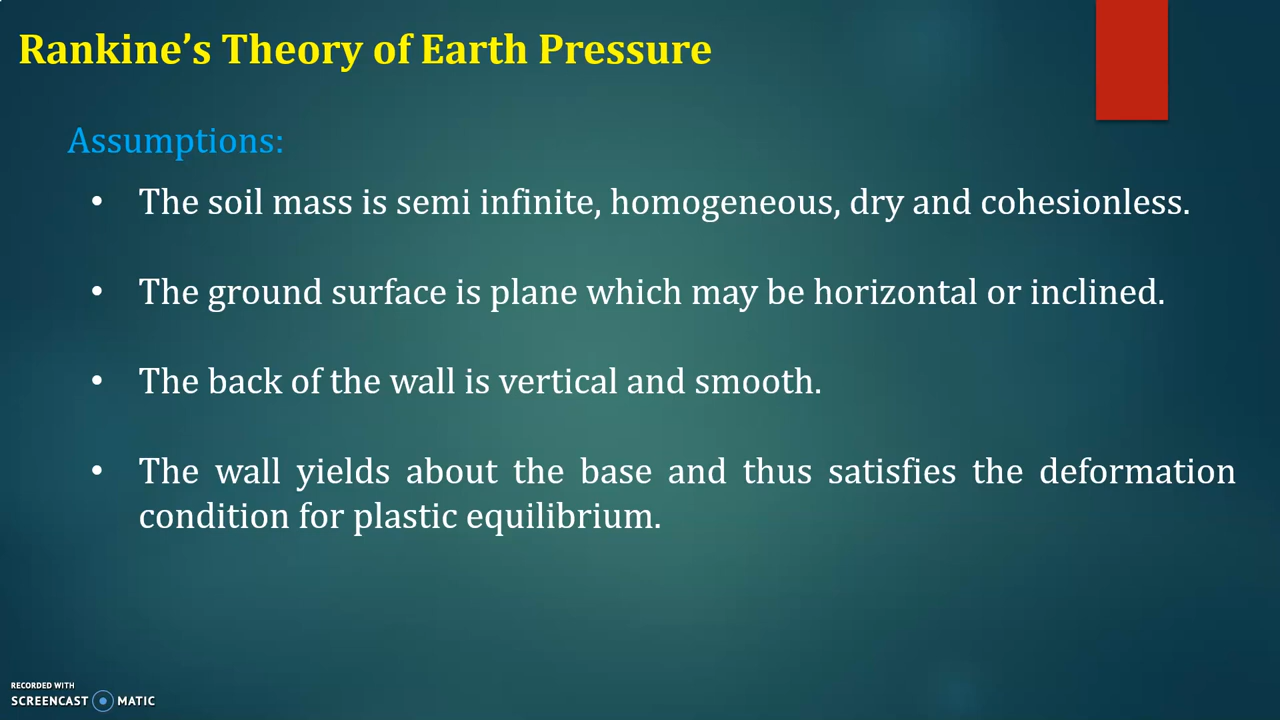 Rankine’s Theory of Earth Pressure
Assumptions:
• The soil mass is semi infinite, homogeneous, dry and cohesionless.
• The ground surface is plane which may be horizontal or inclined.
• The back of the wall is vertical and smooth.
• The wall yields about the base and thus satisfies the deformation
condition for plastic equilibrium.
RECORDED WITH
SCREENCAST MATIC